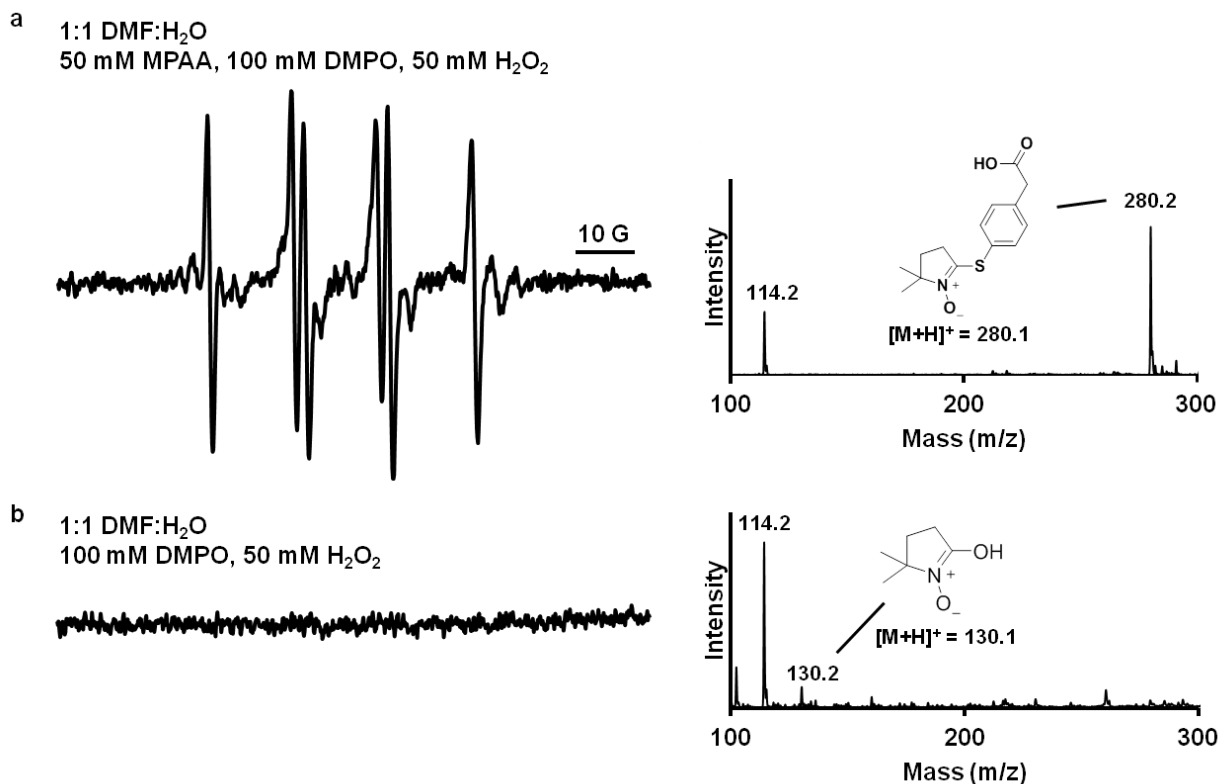 a
1:1 DMF:H₂O
50 mM MPAA, 100 mM DMPO, 50 mM H₂O₂
10 G
Intensity
114.2
280.2
O
HO
S
N
+
O
−
[M+H]⁺ = 280.1
100
200
300
Mass (m/z)
b
1:1 DMF:H₂O
100 mM DMPO, 50 mM H₂O₂
Intensity
114.2
130.2
OH
N
+
O
−
[M+H]⁺ = 130.1
100
200
300
Mass (m/z)